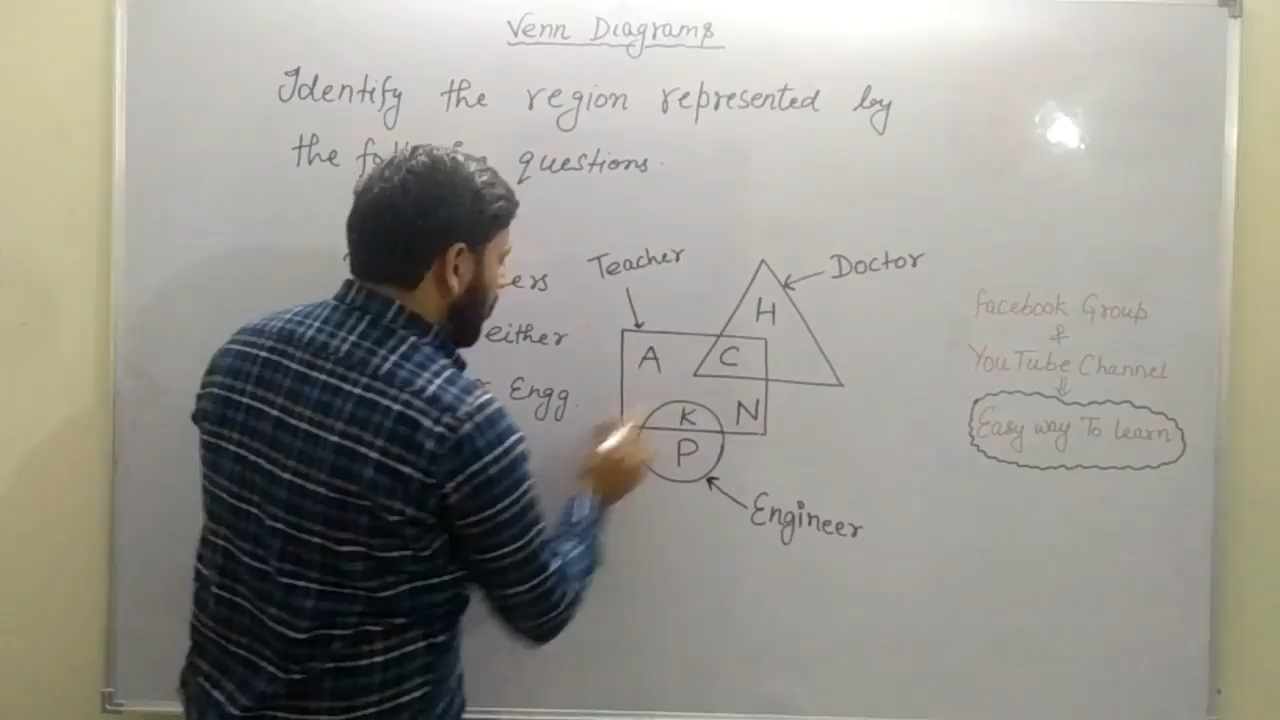 Venn Diagrams
Identify the region represented by
the questions.
Teacher
Doctor
H
either
A
C
Engg.
K
N
P
Engineer
Facebook Group
&
YouTube Channel
Easy way To learn